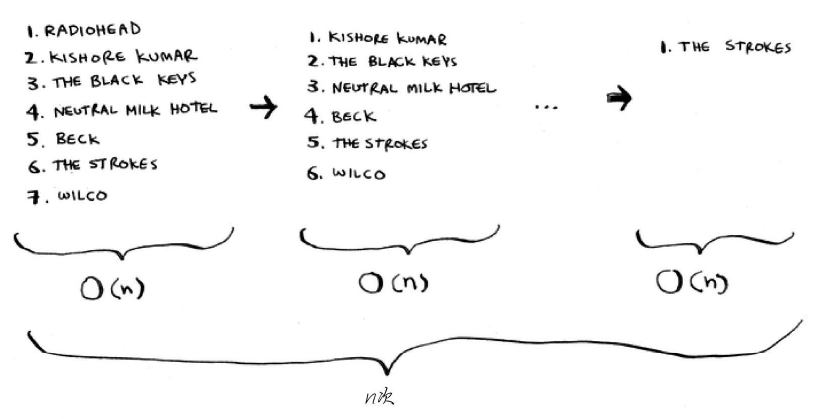 1. RADIOHEAD
2. KISHORE KUMAR
3. THE BLACK KEYS
4. NEUTRAL MILK HOTEL
5. BECK
6. THE STROKES
7. WILCO
1. KISHORE KUMAR
2. THE BLACK KEYS
3. NEUTRAL MILK HOTEL
4. BECK
5. THE STROKES
6. WILCO
...
1. THE STROKES
O(n)
O(n)
O(n)